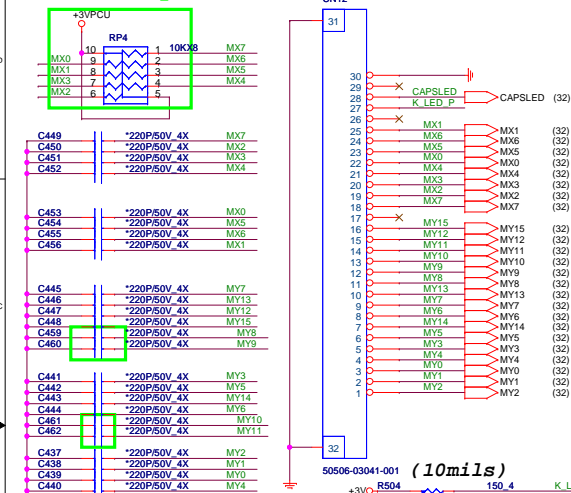 +3VPCU
RP4
10KX8
10 1 MX7
MX0 9 2 MX6
MX1 8 3 MX5
MX3 7 4 MX4
MX2 6 5
C449 *220P/50V_4X MX7
C450 *220P/50V_4X MX2
C451 *220P/50V_4X MX3
C452 *220P/50V_4X MX4
C453 *220P/50V_4X MX0
C454 *220P/50V_4X MX5
C455 *220P/50V_4X MX6
C456 *220P/50V_4X MX1
C445 *220P/50V_4X MY7
C446 *220P/50V_4X MY13
C447 *220P/50V_4X MY12
C448 *220P/50V_4X MY15
C459 *220P/50V_4X MY8
C460 *220P/50V_4X MY9
C441 *220P/50V_4X MY3
C442 *220P/50V_4X MY5
C443 *220P/50V_4X MY14
C444 *220P/50V_4X MY6
C461 *220P/50V_4X MY10
C462 *220P/50V_4X MY11
C437 *220P/50V_4X MY2
C438 *220P/50V_4X MY1
C439 *220P/50V_4X MY0
C440 *220P/50V_4X MY4
CN12
31
30
29
28 CAPSLED CAPSLED (32)
27 K_LED_P
26
25 MX1 MX1 (32)
24 MX6 MX6 (32)
23 MX5 MX5 (32)
22 MX0 MX0 (32)
21 MX4 MX4 (32)
20 MX3 MX3 (32)
19 MX2 MX2 (32)
18 MX7 MX7 (32)
17
16 MY15 MY15 (32)
15 MY12 MY12 (32)
14 MY11 MY11 (32)
13 MY10 MY10 (32)
12 MY9 MY9 (32)
11 MY8 MY8 (32)
10 MY13 MY13 (32)
9 MY7 MY7 (32)
8 MY6 MY6 (32)
7 MY14 MY14 (32)
6 MY5 MY5 (32)
5 MY3 MY3 (32)
4 MY4 MY4 (32)
3 MY0 MY0 (32)
2 MY1 MY1 (32)
1 MY2 MY2 (32)
32
50506-03041-001 (10mils)
+3V R504 150_4 K_L